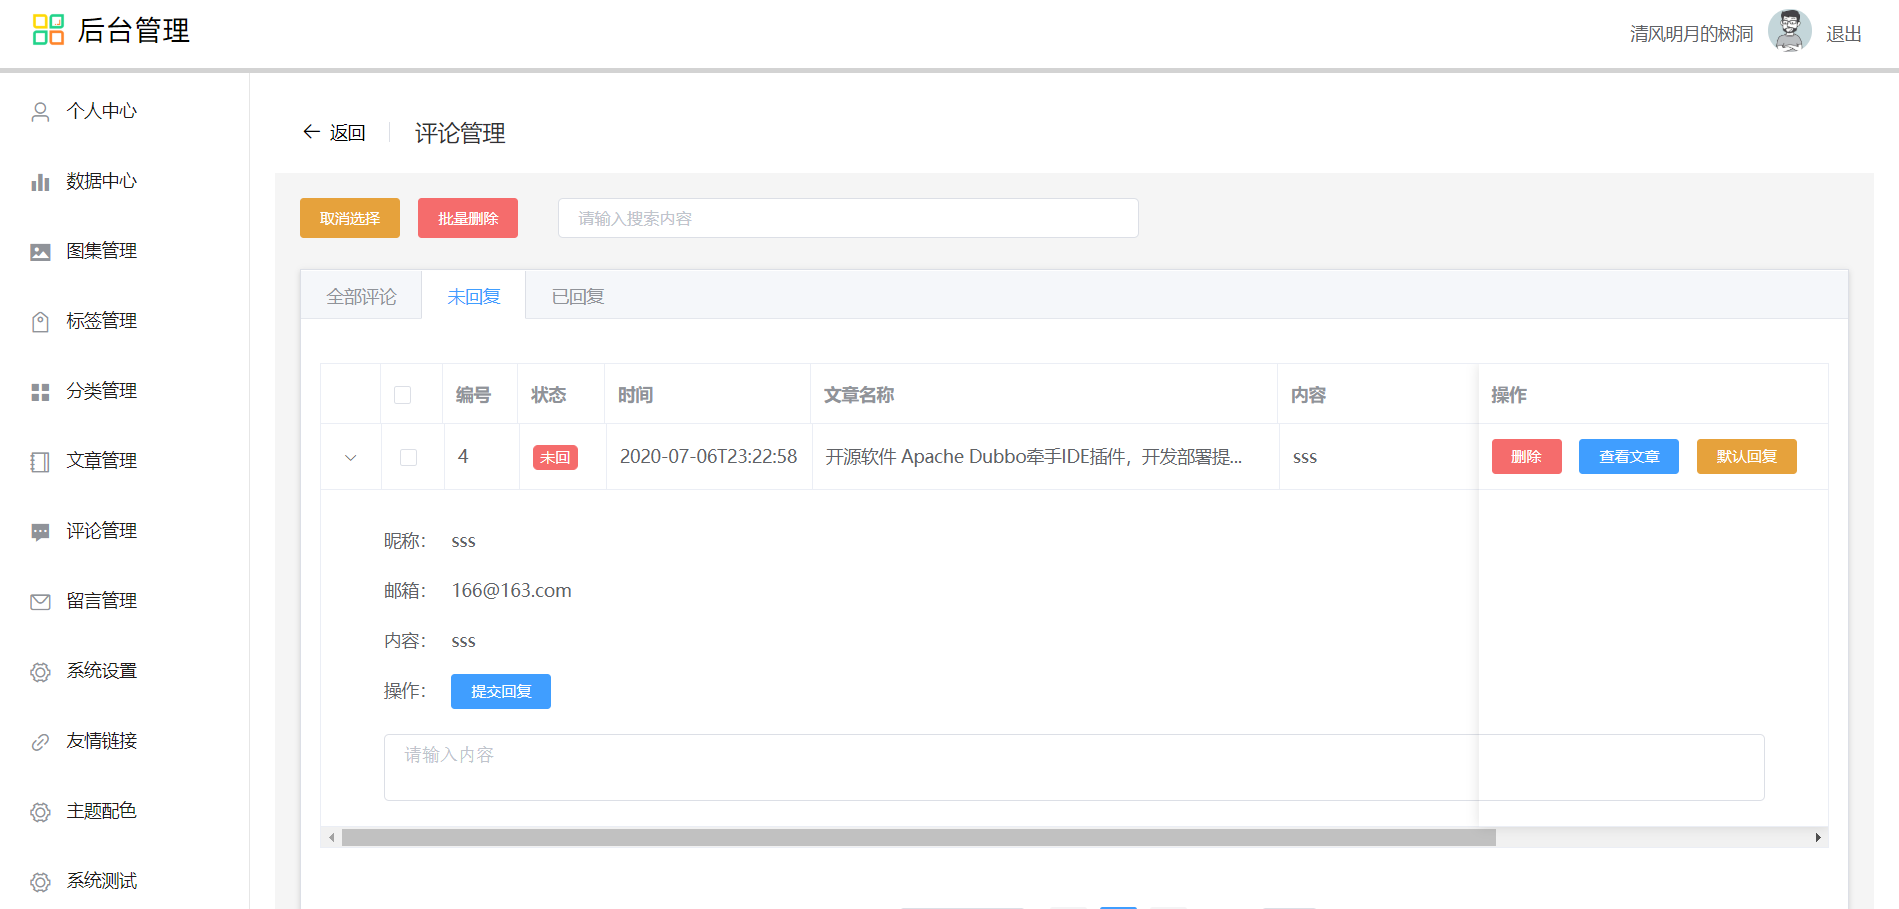 后台管理
清风明月的树洞 退出
个人中心
数据中心
图集管理
标签管理
分类管理
文章管理
评论管理
留言管理
系统设置
友情链接
主题配色
系统测试
返回 评论管理
取消选择 批量删除 请输入搜索内容
全部评论 未回复 已回复
编号 状态 时间 文章名称 内容 操作
4 未回 2020-07-06T23:22:58 开源软件 Apache Dubbo牵手IDE插件，开发部署提... sss 删除 查看文章 默认回复
昵称： sss
邮箱： 166@163.com
内容： sss
操作： 提交回复
请输入内容